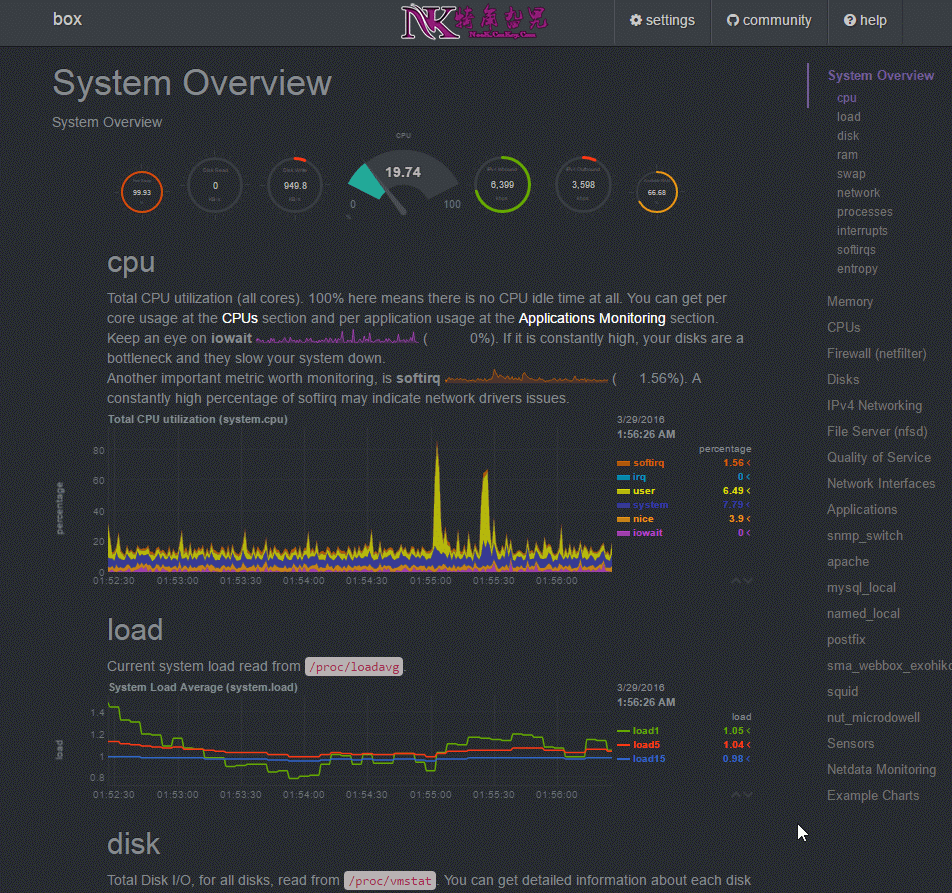 box
NK
settings
community
help
System Overview
System Overview
CPU
99.93
Disk Read
0
Disk Write
949.8
19.74
0
100
%
IPv4 Inbound
6,399
IPv4 Outbound
3,598
66.68
cpu
Total CPU utilization (all cores). 100% here means there is no CPU idle time at all. You can get per
core usage at the CPUs section and per application usage at the Applications Monitoring section.
Keep an eye on iowait ( 0%). If it is constantly high, your disks are a
bottleneck and they slow your system down.
Another important metric worth monitoring, is softirq ( 1.56%). A
constantly high percentage of softirq may indicate network drivers issues.
Total CPU utilization (system.cpu)
3/29/2016
1:56:26 AM
percentage
softirq 1.56
irq 0
user 6.49
system 7.79
nice 3.9
iowait 0
percentage
80
60
40
20
0
01:52:30 01:53:00 01:53:30 01:54:00 01:54:30 01:55:00 01:55:30 01:56:00
load
Current system load read from /proc/loadavg.
System Load Average (system.load)
3/29/2016
1:56:26 AM
load
load1 1.05
load5 1.04
load15 0.98
load
1.4
1.2
1
0.8
01:52:30 01:53:00 01:53:30 01:54:00 01:54:30 01:55:00 01:55:30 01:56:00
disk
Total Disk I/O, for all disks, read from /proc/vmstat. You can get detailed information about each disk
System Overview
cpu
load
disk
ram
swap
network
processes
interrupts
softirqs
entropy
Memory
CPUs
Firewall (netfilter)
Disks
IPv4 Networking
File Server (nfsd)
Quality of Service
Network Interfaces
Applications
snmp_switch
apache
mysql_local
named_local
postfix
sma_webbox_exohik
squid
nut_microdowell
Sensors
Netdata Monitoring
Example Charts